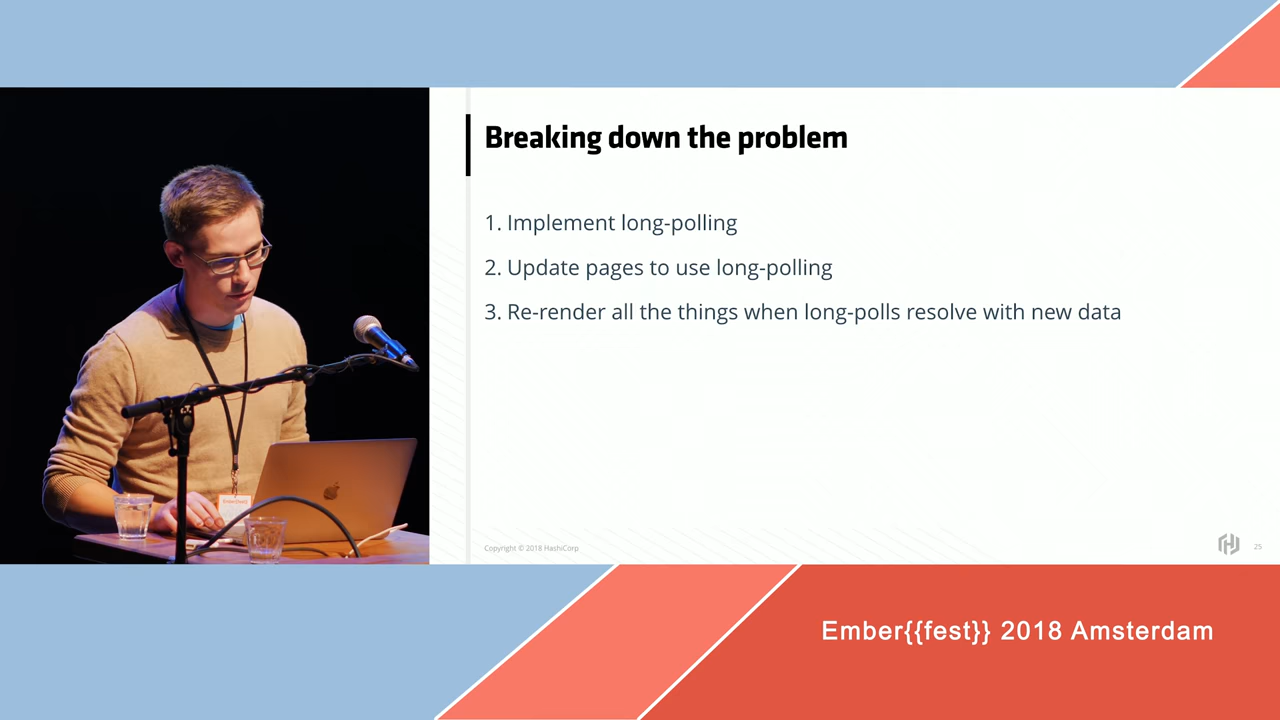 Breaking down the problem
1. Implement long-polling
2. Update pages to use long-polling
3. Re-render all the things when long-polls resolve with new data
Copyright © 2018 HashiCorp
25
Ember{{fest}} 2018 Amsterdam